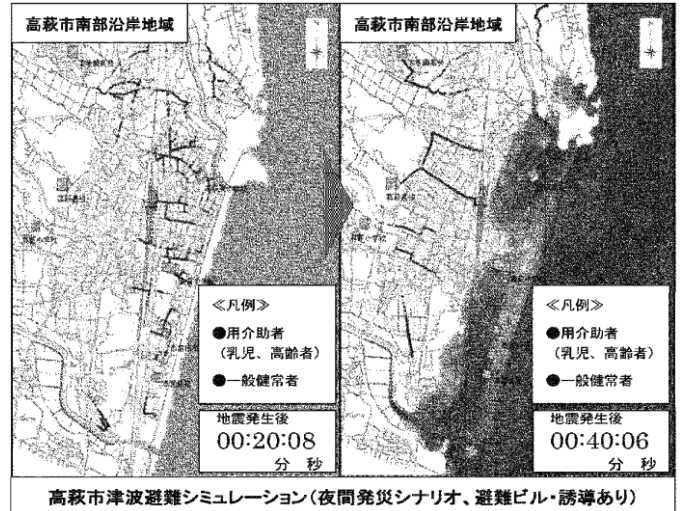 高萩市南部沿岸地域
≪凡例≫
●用介助者
(乳児、高齢者)
●一般健常者
地震発生後
00:20:08
分 秒
高萩市南部沿岸地域
≪凡例≫
●用介助者
(乳児、高齢者)
●一般健常者
地震発生後
00:40:06
分 秒
高萩市津波避難シミュレーション(夜間発災シナリオ、避難ビル・誘導あり)